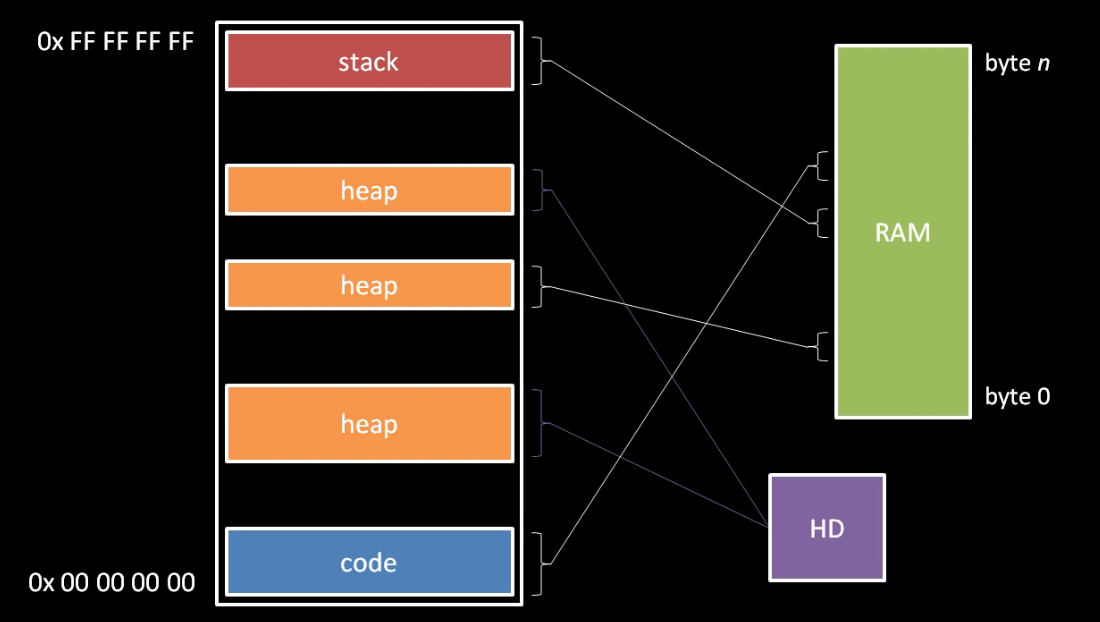 0x FF FF FF FF
stack
heap
heap
heap
code
0x 00 00 00 00
byte n
RAM
byte 0
HD